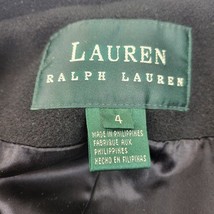 LAUREN
RALPH LAUREN
4
MADE IN PHILIPPINES
FABRIQUE AUX
PHILIPPINES
HECHO EN FILIPINAS